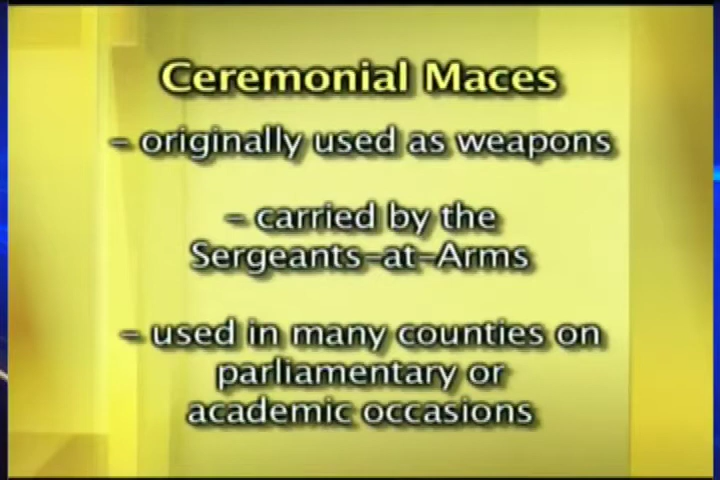 Ceremonial Maces
- originally used as weapons
- carried by the
Sergeants-at-Arms
- used in many counties on
parliamentary or
academic occasions